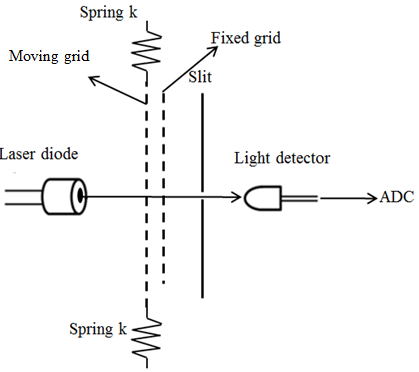 Spring k
Fixed grid
Moving grid
Slit
Laser diode
Light detector
ADC
Spring k